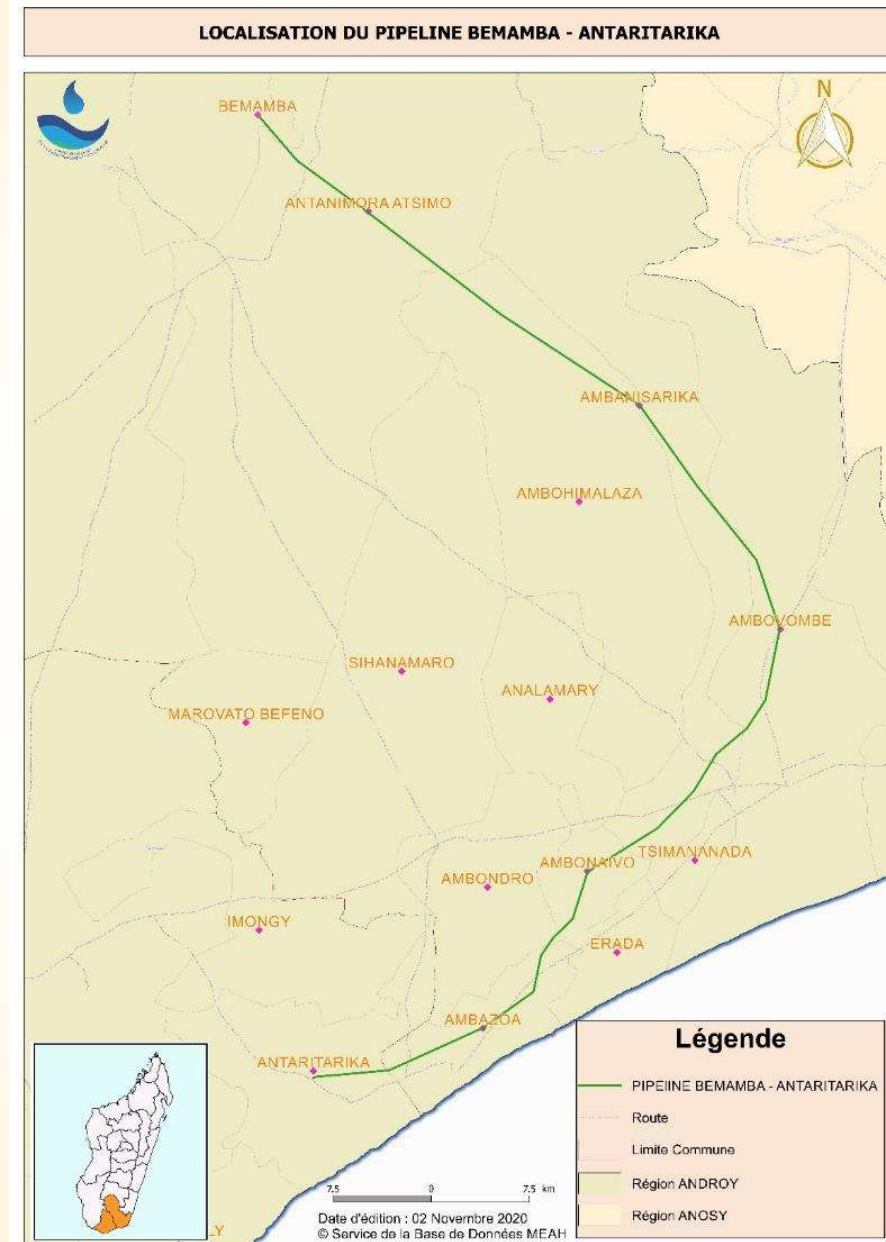 LOCALISATION DU PIPELINE BEMAMBA - ANTARITARIKA
N
BEMAMBA
ANTANIMORA ATSIMO
AMBANISARIKA
AMBOHIMALAZA
AMBOVOMBE
SIHANAMARO
ANALAMARY
MAROVATO BEFENO
TSIMANANADA
AMBONAIVO
AMBONDRO
IMONGY
ERADA
AMBAZOA
ANTARITARIKA
LY
Légende
PIPEIINE BEMAMBA - ANTARITARIKA
Route
Limite Commune
Région ANDROY
Région ANOSY
7.5 0 7.5 km
Date d'édition : 02 Novembre 2020
© Service de la Base de Données MEAH